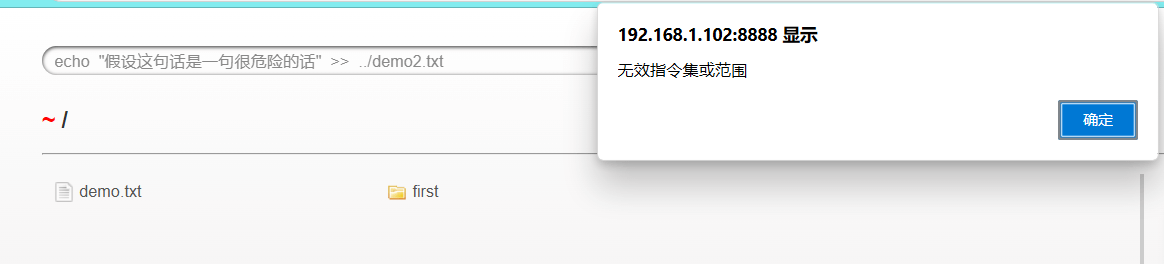 192.168.1.102:8888 显示
无效指令集或范围
确定
echo "假设这句话是一句很危险的话" >> ../demo2.txt
~ /
demo.txt
first